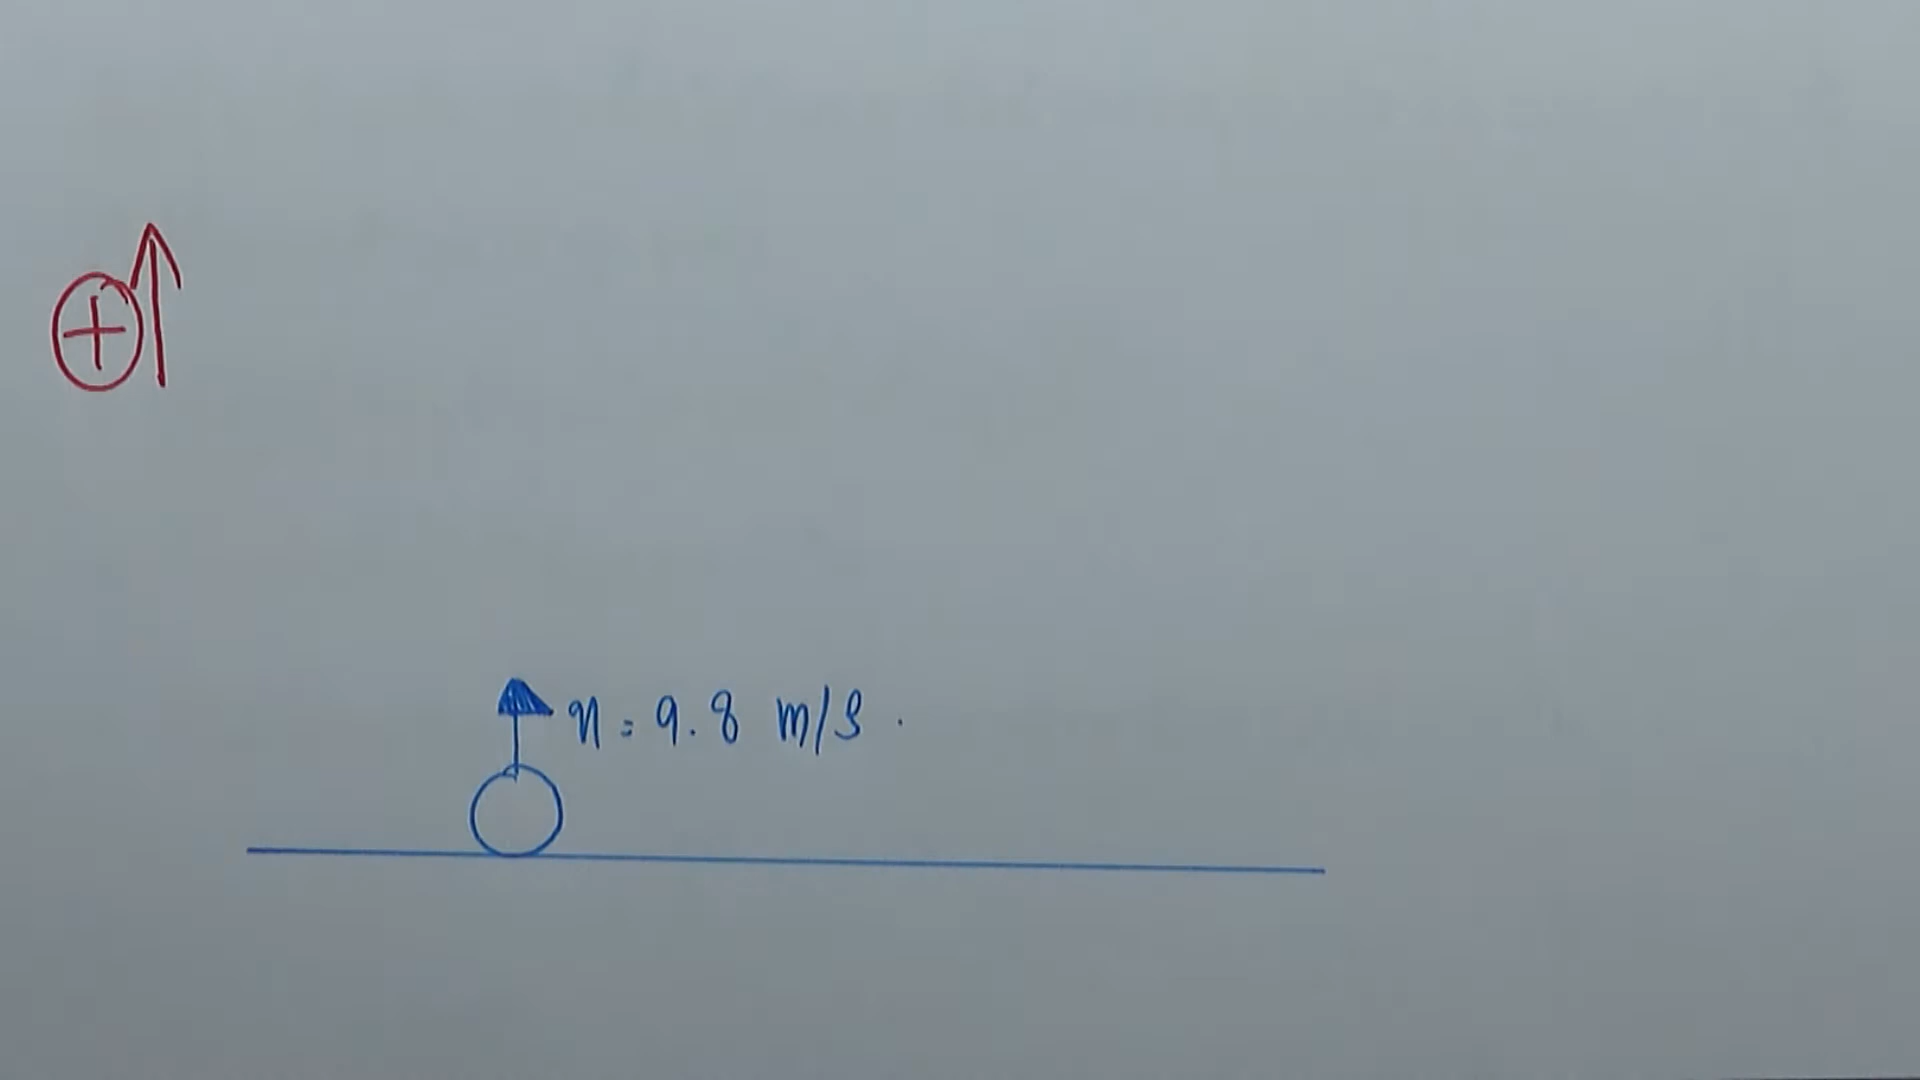 +
u = 9.8 m/s.